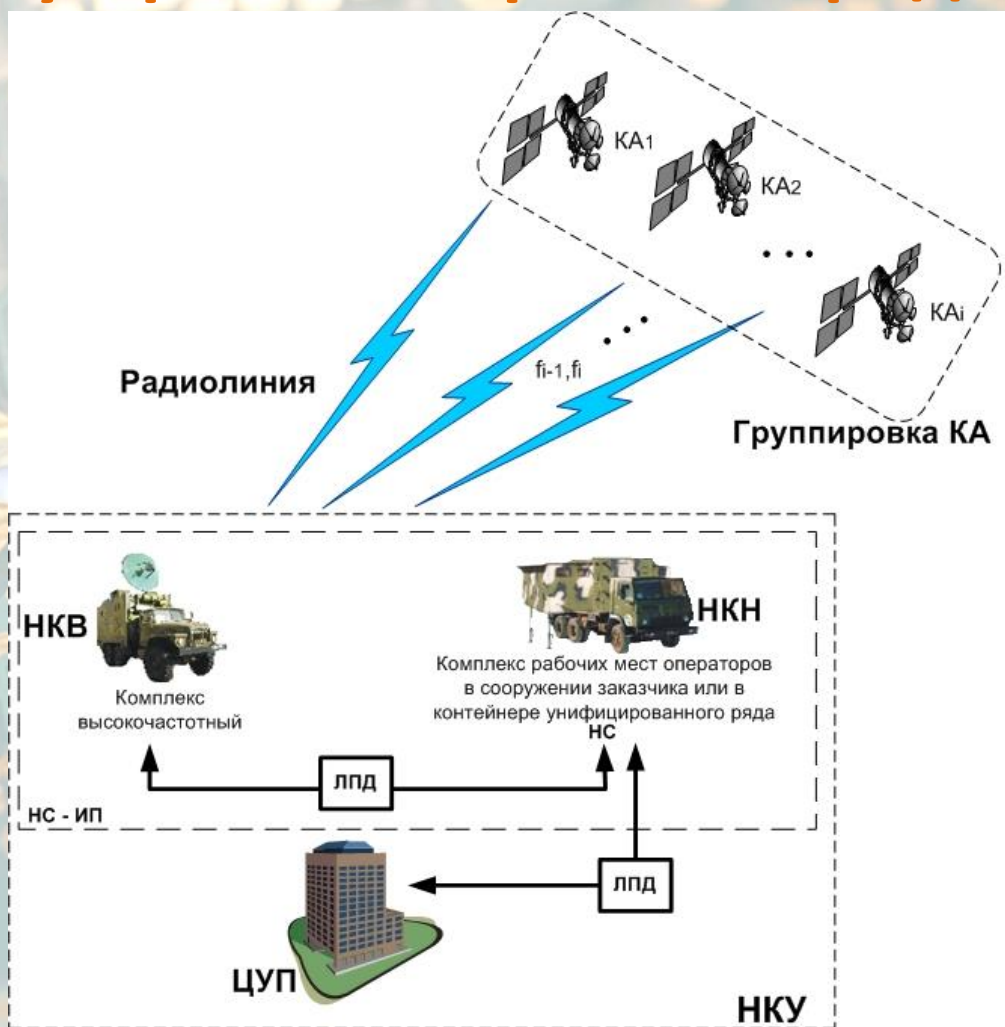 КА1
КА2
КАi
Радиолиния
fi-1,fi
Группировка КА
НКВ
Комплекс
высокочастотный
НКН
Комплекс рабочих мест операторов
в сооружении заказчика или в
контейнере унифицированного ряда
НС
ЛПД
НС - ИП
ЛПД
ЦУП
НКУ